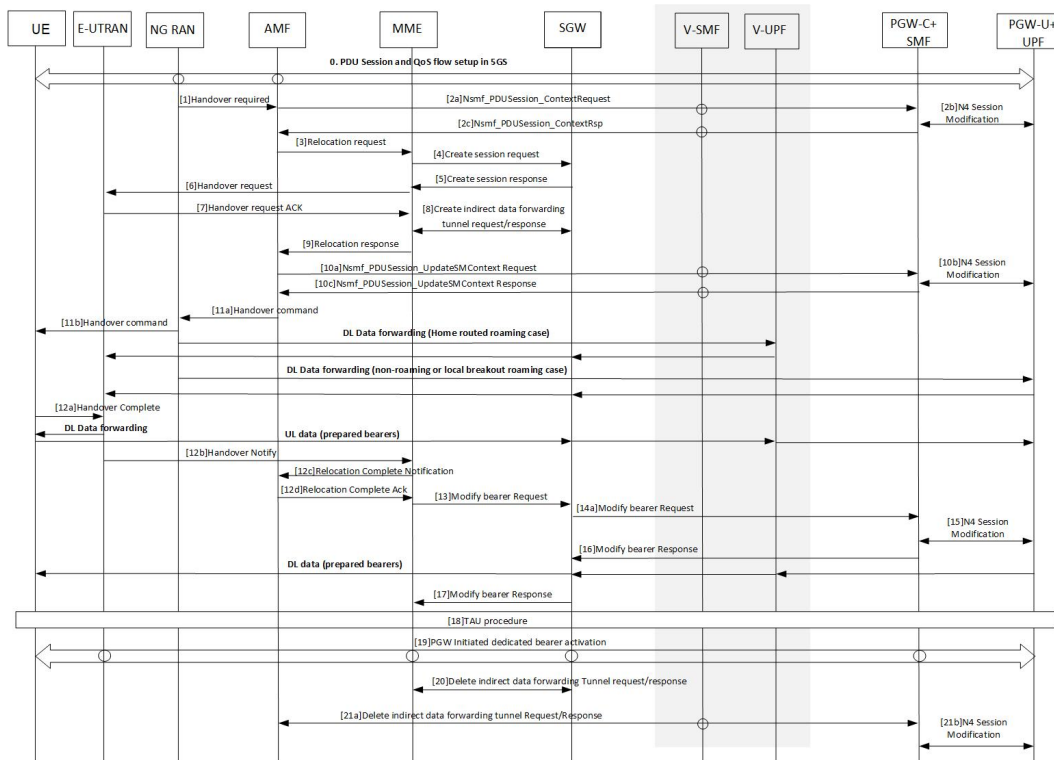 UE
E-UTRAN
NG RAN
AMF
MME
SGW
V-SMF
V-UPF
PGW-C+
SMF
PGW-U+
UPF
0. PDU Session and QoS flow setup in 5GS
[1]Handover required
[2a]Nsmf_PDUSession_ContextRequest
[2b]N4 Session
Modification
[2c]Nsmf_PDUSession_ContextRsp
[3]Relocation request
[4]Create session request
[5]Create session response
[6]Handover request
[7]Handover request ACK
[8]Create indirect data forwarding
tunnel request/response
[9]Relocation response
[10a]Nsmf_PDUSession_UpdateSMContext Request
[10b]N4 Session
Modification
[10c]Nsmf_PDUSession_UpdateSMContext Response
[11a]Handover command
[11b]Handover command
DL Data forwarding (Home routed roaming case)
DL Data forwarding (non-roaming or local breakout roaming case)
[12a]Handover Complete
DL Data forwarding
UL data (prepared bearers)
[12b]Handover Notify
[12c]Relocation Complete Notification
[12d]Relocation Complete Ack
[13]Modify bearer Request
[14a]Modify bearer Request
[15]N4 Session
Modification
[16]Modify bearer Response
DL data (prepared bearers)
[17]Modify bearer Response
[18]TAU procedure
[19]PGW Initiated dedicated bearer activation
[20]Delete indirect data forwarding Tunnel request/response
[21a]Delete indirect data forwarding tunnel Request/Response
[21b]N4 Session
Modification